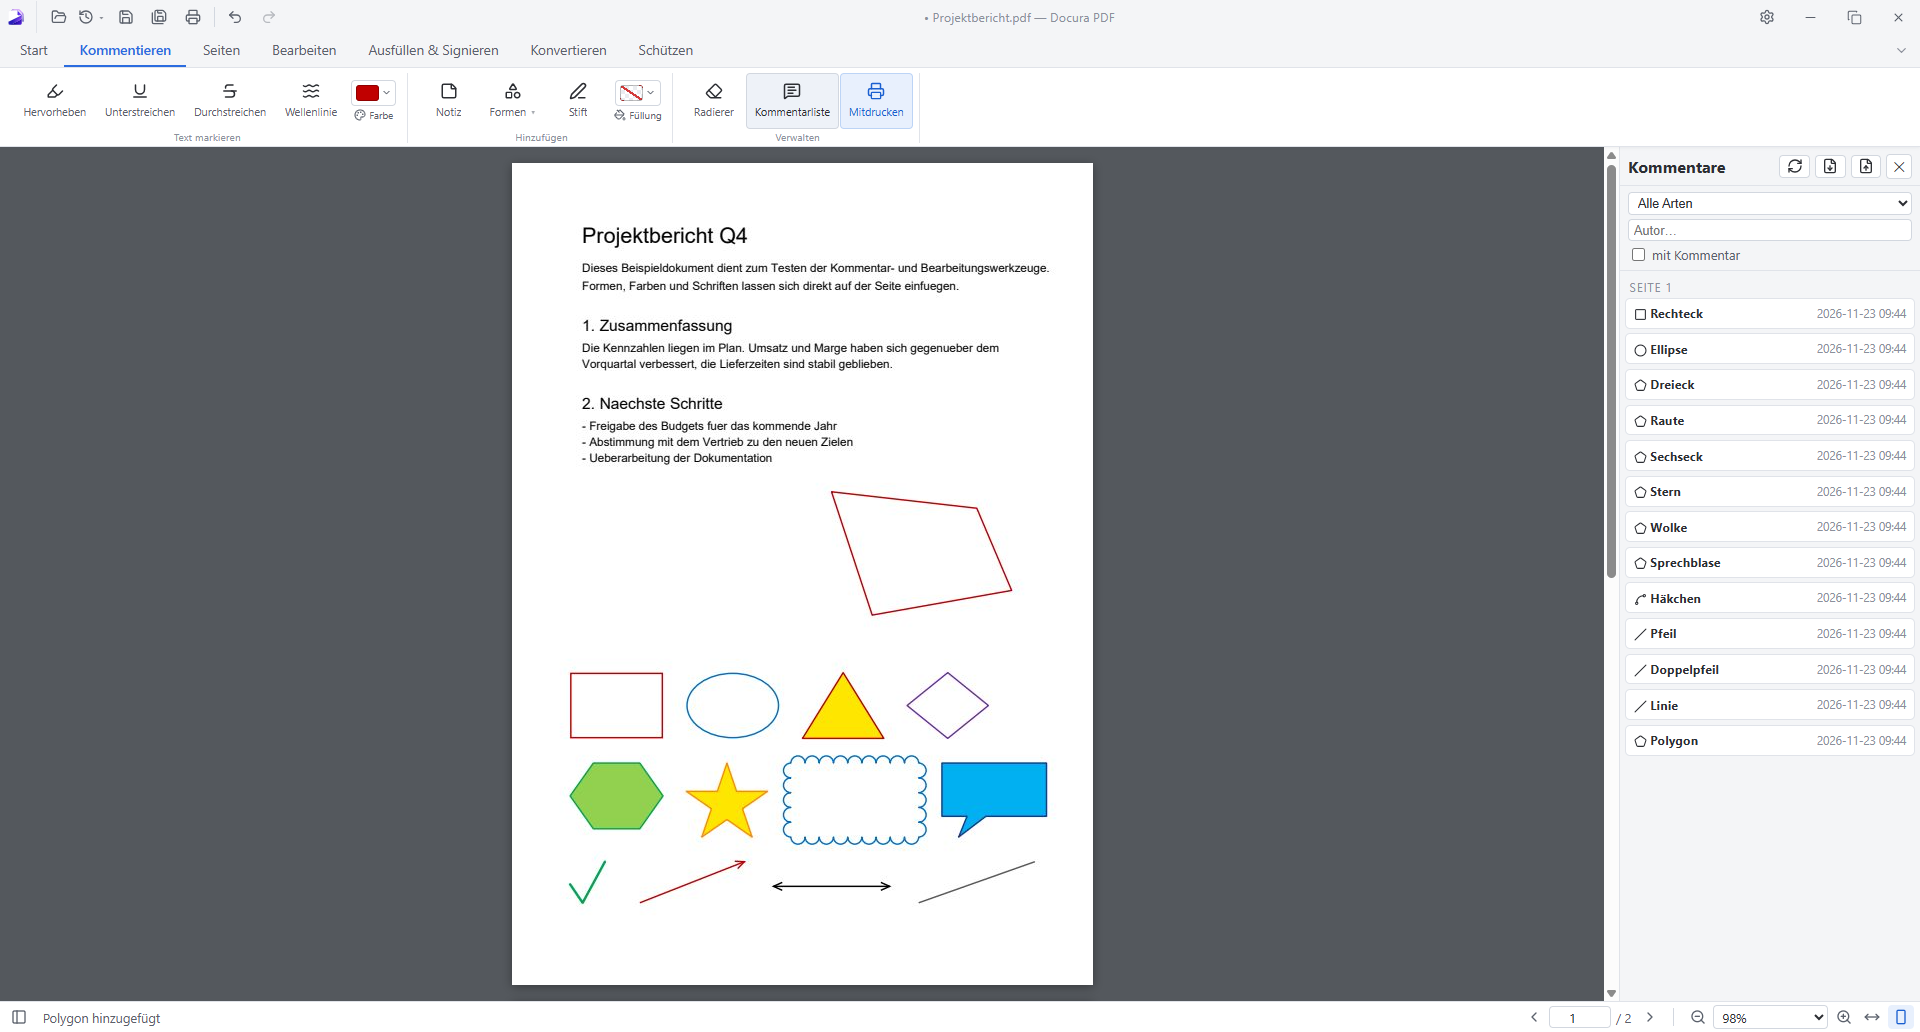 • Projektbericht.pdf — Docura PDF
Start Kommentieren Seiten Bearbeiten Ausfüllen & Signieren Konvertieren Schützen
Hervorheben Unterstreichen Durchstreichen Wellenlinie Farbe Notiz Formen Stift Füllung Radierer Kommentarliste Mitdrucken
Text markieren Hinzufügen Verwalten
Projektbericht Q4
Dieses Beispieldokument dient zum Testen der Kommentar- und Bearbeitungswerkzeuge.
Formen, Farben und Schriften lassen sich direkt auf der Seite einfuegen.
1. Zusammenfassung
Die Kennzahlen liegen im Plan. Umsatz und Marge haben sich gegenueber dem
Vorquartal verbessert, die Lieferzeiten sind stabil geblieben.
2. Naechste Schritte
- Freigabe des Budgets fuer das kommende Jahr
- Abstimmung mit dem Vertrieb zu den neuen Zielen
- Ueberarbeitung der Dokumentation
Kommentare
Alle Arten
Autor...
mit Kommentar
SEITE 1
Rechteck 2026-11-23 09:44
Ellipse 2026-11-23 09:44
Dreieck 2026-11-23 09:44
Raute 2026-11-23 09:44
Sechseck 2026-11-23 09:44
Stern 2026-11-23 09:44
Wolke 2026-11-23 09:44
Sprechblase 2026-11-23 09:44
Häkchen 2026-11-23 09:44
Pfeil 2026-11-23 09:44
Doppelpfeil 2026-11-23 09:44
Linie 2026-11-23 09:44
Polygon 2026-11-23 09:44
Polygon hinzugefügt 1 / 2 98%